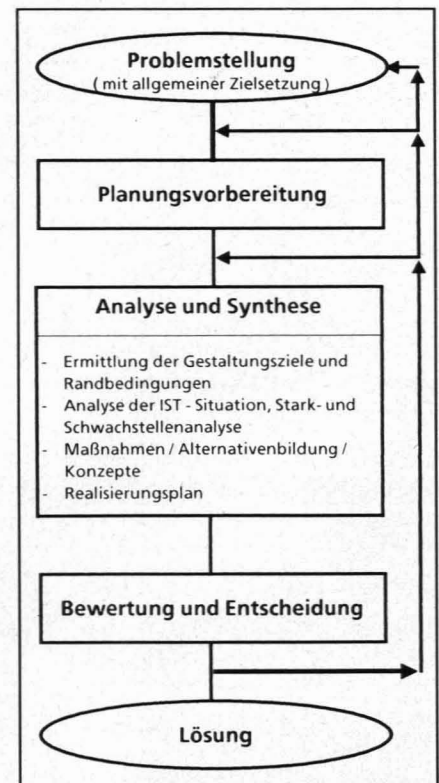 Problemstellung
( mit allgemeiner Zielsetzung )
Planungsvorbereitung
Analyse und Synthese
- Ermittlung der Gestaltungsziele und
Randbedingungen
- Analyse der IST - Situation, Stark- und
Schwachstellenanalyse
- Maßnahmen / Alternativenbildung /
Konzepte
- Realisierungsplan
Bewertung und Entscheidung
Lösung